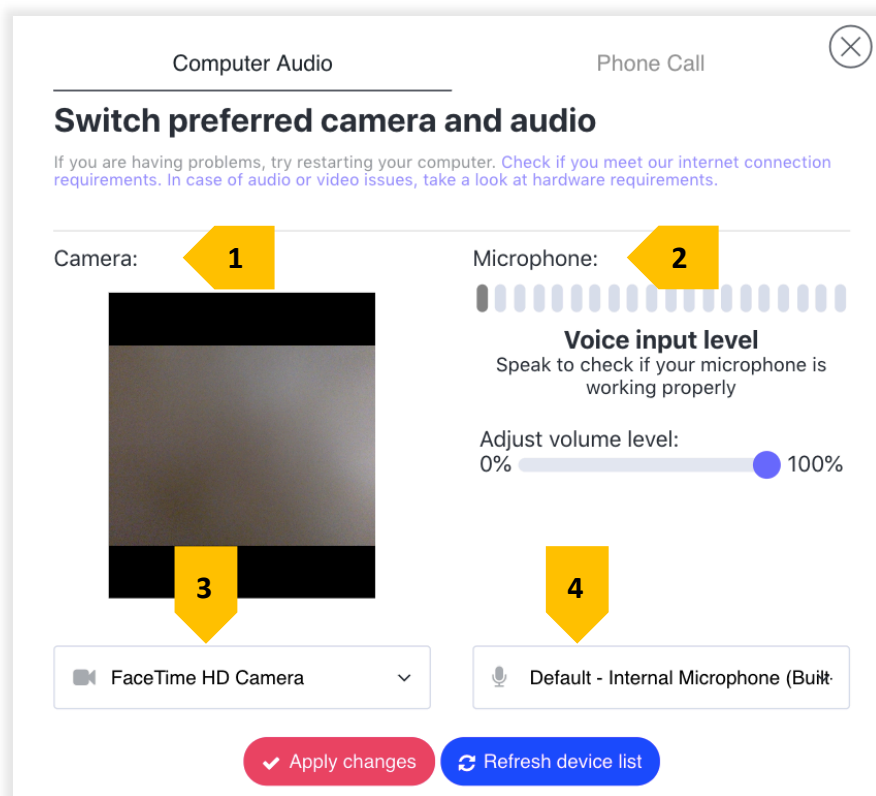 Computer Audio
Phone Call
Switch preferred camera and audio
If you are having problems, try restarting your computer. Check if you meet our internet connection
requirements. In case of audio or video issues, take a look at hardware requirements.
Camera:
1
Microphone:
2
Voice input level
Speak to check if your microphone is
working properly
Adjust volume level:
0%
100%
3
4
FaceTime HD Camera
Default - Internal Microphone (Built-
Apply changes
Refresh device list